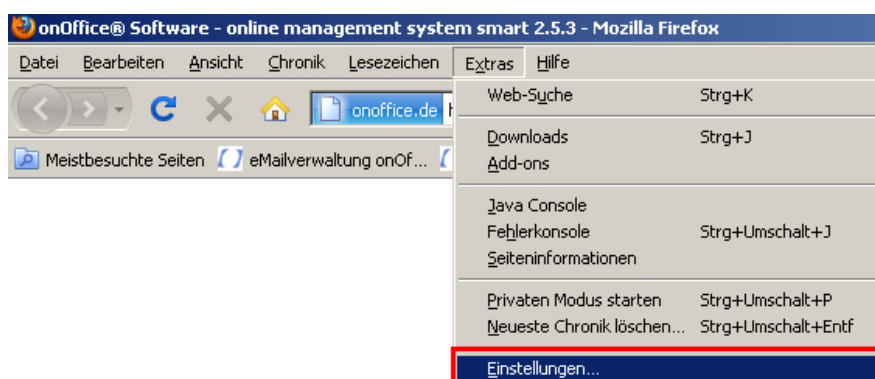 onOffice® Software - online management system smart 2.5.3 - Mozilla Firefox
Datei Bearbeiten Ansicht Chronik Lesezeichen Extras Hilfe
onoffice.de
Meistbesuchte Seiten eMailverwaltung onOf...
Web-Suche Strg+K
Downloads Strg+J
Add-ons
Java Console
Fehlerkonsole Strg+Umschalt+J
Seiteninformationen
Privaten Modus starten Strg+Umschalt+P
Neueste Chronik löschen... Strg+Umschalt+Entf
Einstellungen...